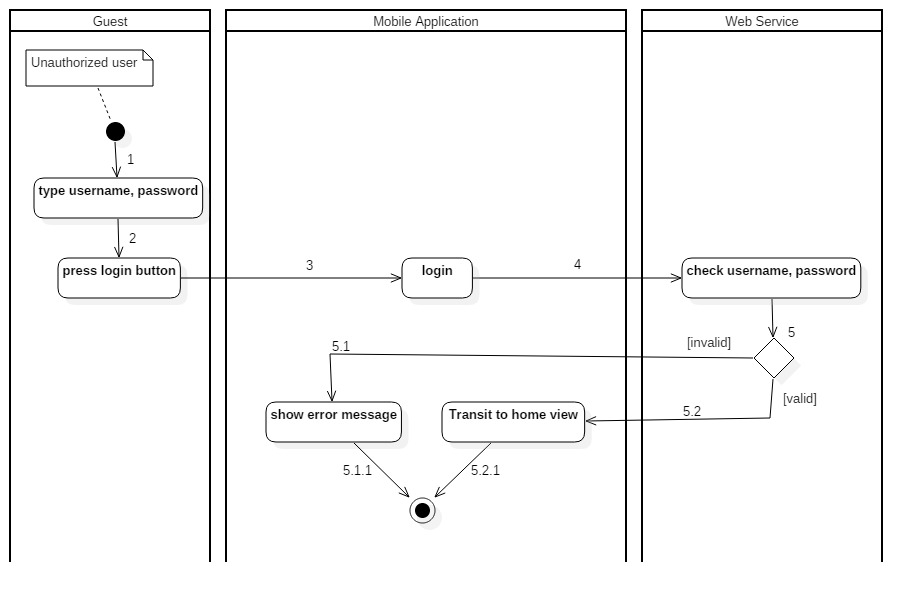 Guest
Mobile Application
Web Service
Unauthorized user
1
type username, password
2
press login button
3
login
4
check username, password
5
[invalid]
5.1
[valid]
5.2
show error message
Transit to home view
5.1.1
5.2.1